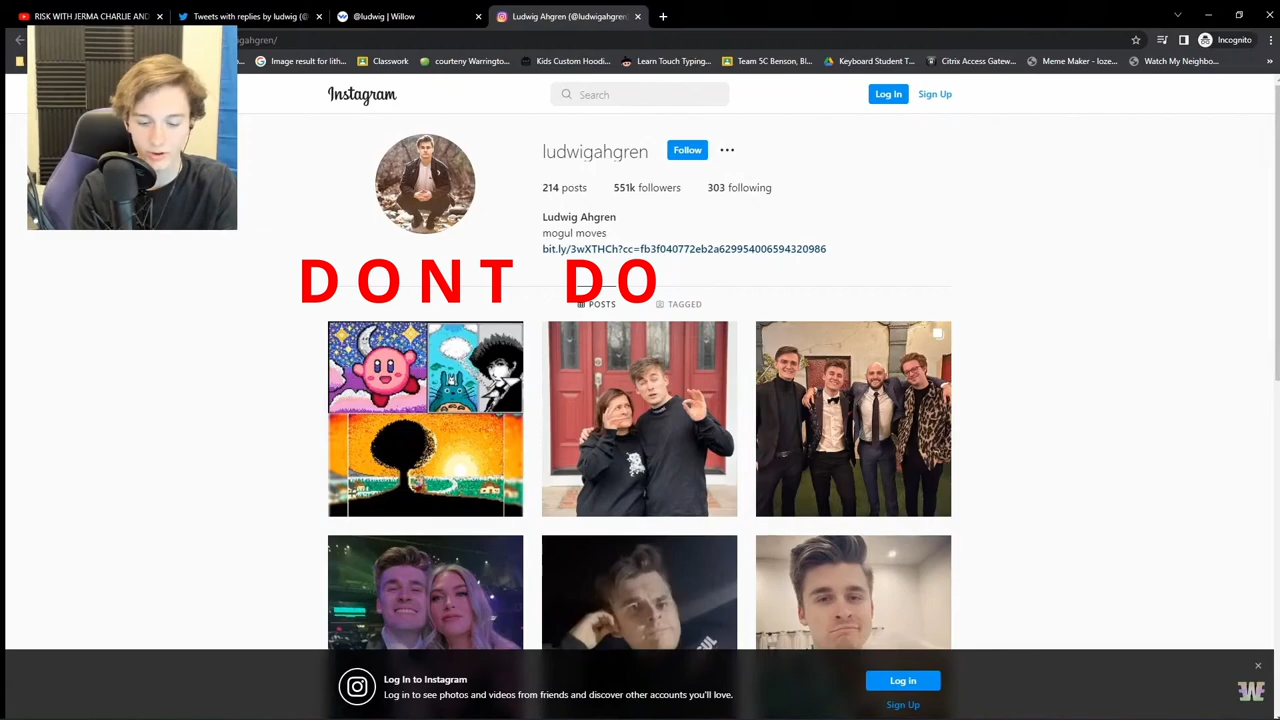 RISK WITH JERMA CHARLIE AND
Tweets with replies by ludwig (@
@ludwig | Willow
Ludwig Ahgren (@ludwigahgren)
gahgren/
Incognito
Image result for lith...
Classwork
courteny Warrington...
Kids Custom Hoodi...
Learn Touch Typing...
Team SC Benson, Bl...
Keyboard Student T...
Citrix Access Gatew...
Meme Maker - loze...
Watch My Neighbo...
Instagram
Search
Log In
Sign Up
ludwigahgren
Follow
214 posts 551k followers 303 following
Ludwig Ahgren
mogul moves
bit.ly/3wXTHCh?cc=fb3f040772eb2a629954006594320986
DONT DO
POSTS
TAGGED
Log In to Instagram
Log in to see photos and videos from friends and discover other accounts you'll love.
Log in
Sign Up